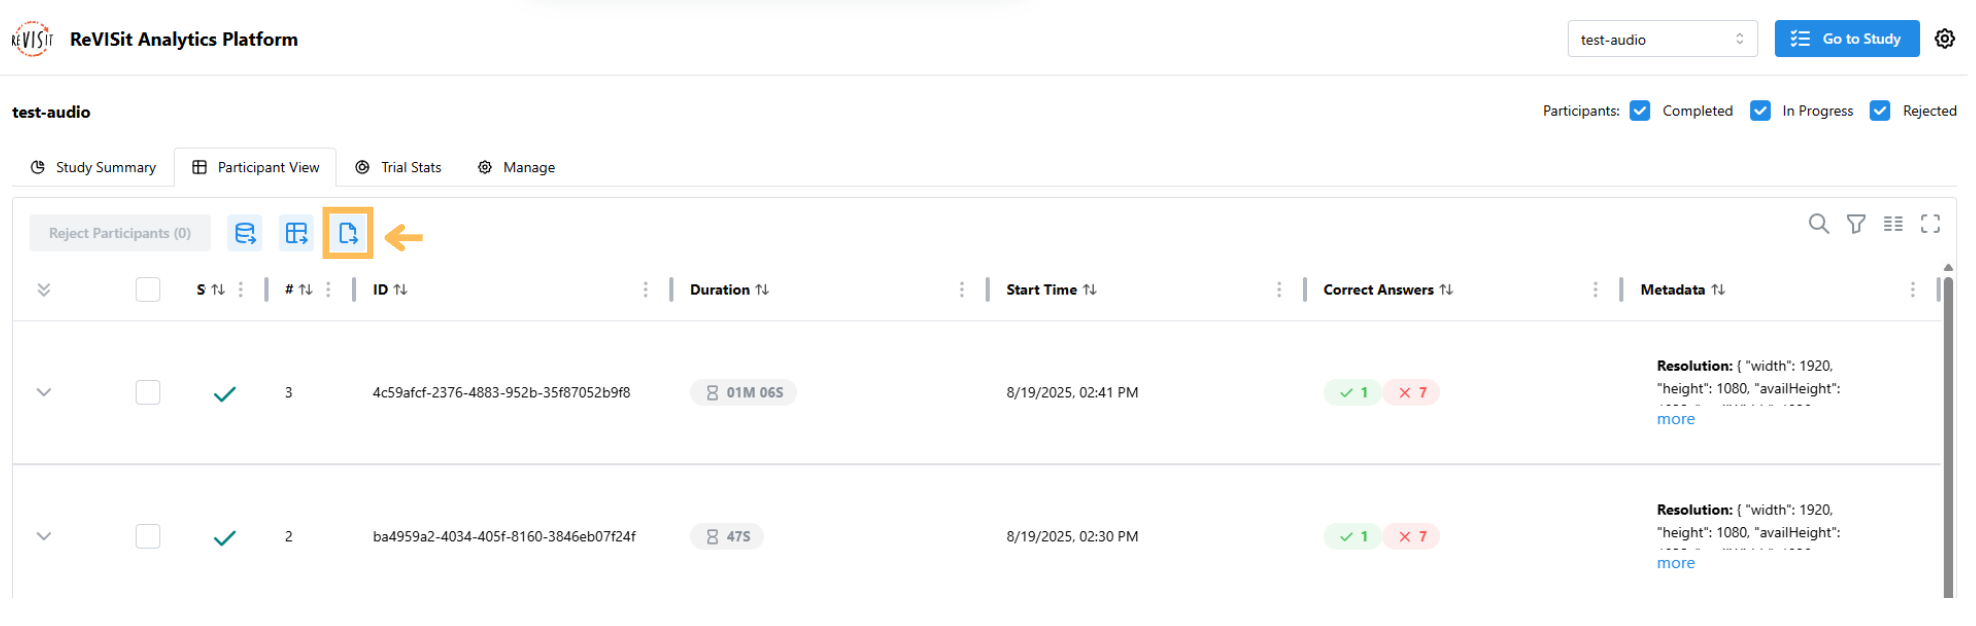 REVISIT ReVISit Analytics Platform test-audio Go to Study
test-audio Participants: Completed In Progress Rejected
Study Summary Participant View Trial Stats Manage
Reject Participants (0)
S # ID Duration Start Time Correct Answers Metadata
Resolution: { "width": 1920,
3 4c59afcf-2376-4883-952b-35f87052b9f8 01M 06S 8/19/2025, 02:41 PM 1 7 "height": 1080, "availHeight":
more
Resolution: { "width": 1920,
2 ba4959a2-4034-405f-8160-3846eb07f24f 47S 8/19/2025, 02:30 PM 1 7 "height": 1080, "availHeight":
more